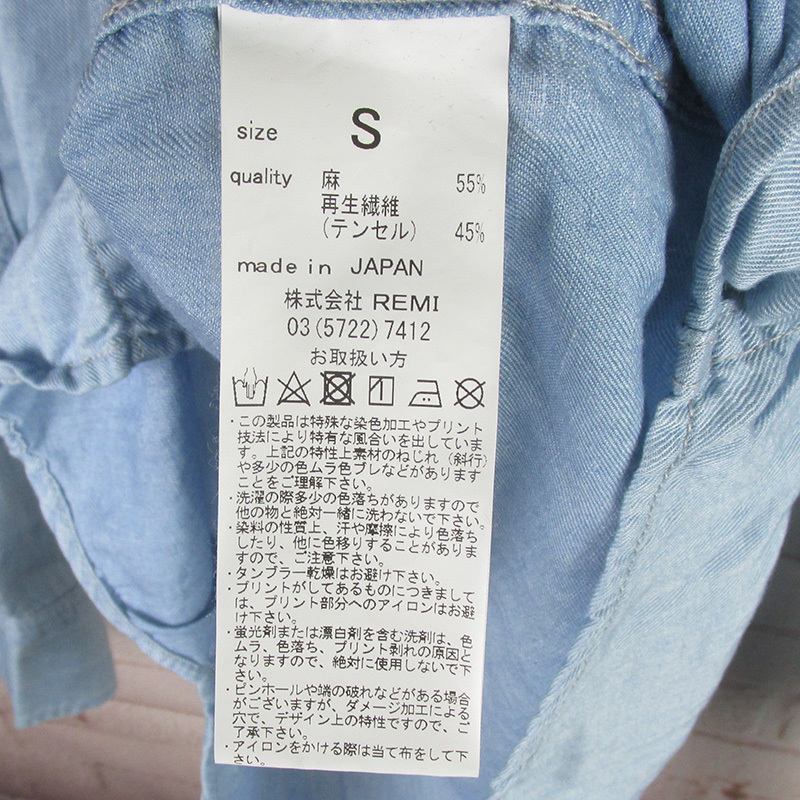 size S
quality 麻 55%
再生繊維
(テンセル) 45%
made in JAPAN
株式会社 REMI
03(5722)7412
お取扱い方
・この製品は特殊な染色加工やプリント
技法により特有な風合いを出していま
す。上記の特性上素材のねじれ(斜行)
や多少の色ムラ色ブレなどがあります
ことをご理解下さい。
・洗濯の際多少の色落ちがありますので
他の物と絶対一緒に洗わないで下さい。
・染料の性質上、汗や摩擦により色落ち
したり、他に色移りすることがありま
すので、ご注意下さい。
・タンブラー乾燥はお避け下さい。
・プリントがしてあるものにつきまして
は、プリント部分へのアイロンはお避
け下さい。
・蛍光剤または漂白剤を含む洗剤は、色
ムラ、色落ち、プリント剥れの原因と
なりますので、絶対に使用しないで下
さい。
・ピンホールや端の破れなどがある場合
がございますが、ダメージ加工による
穴で、デザイン上の特性ですので、ご
了承下さい。
・アイロンをかける際は当て布をして下
さい。